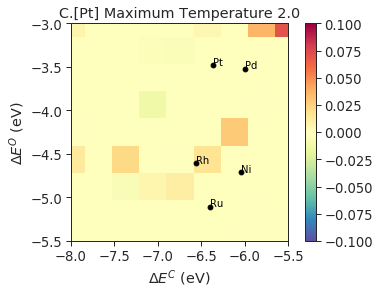 C.[Pt] Maximum Temperature 2.0
−3.0
−3.5
−4.0
−4.5
−5.0
−5.5
ΔE^O (eV)
Pt
Pd
Rh
Ni
Ru
−8.0 −7.5 −7.0 −6.5 −6.0 −5.5
ΔE^C (eV)
0.100
0.075
0.050
0.025
0.000
−0.025
−0.050
−0.075
−0.100